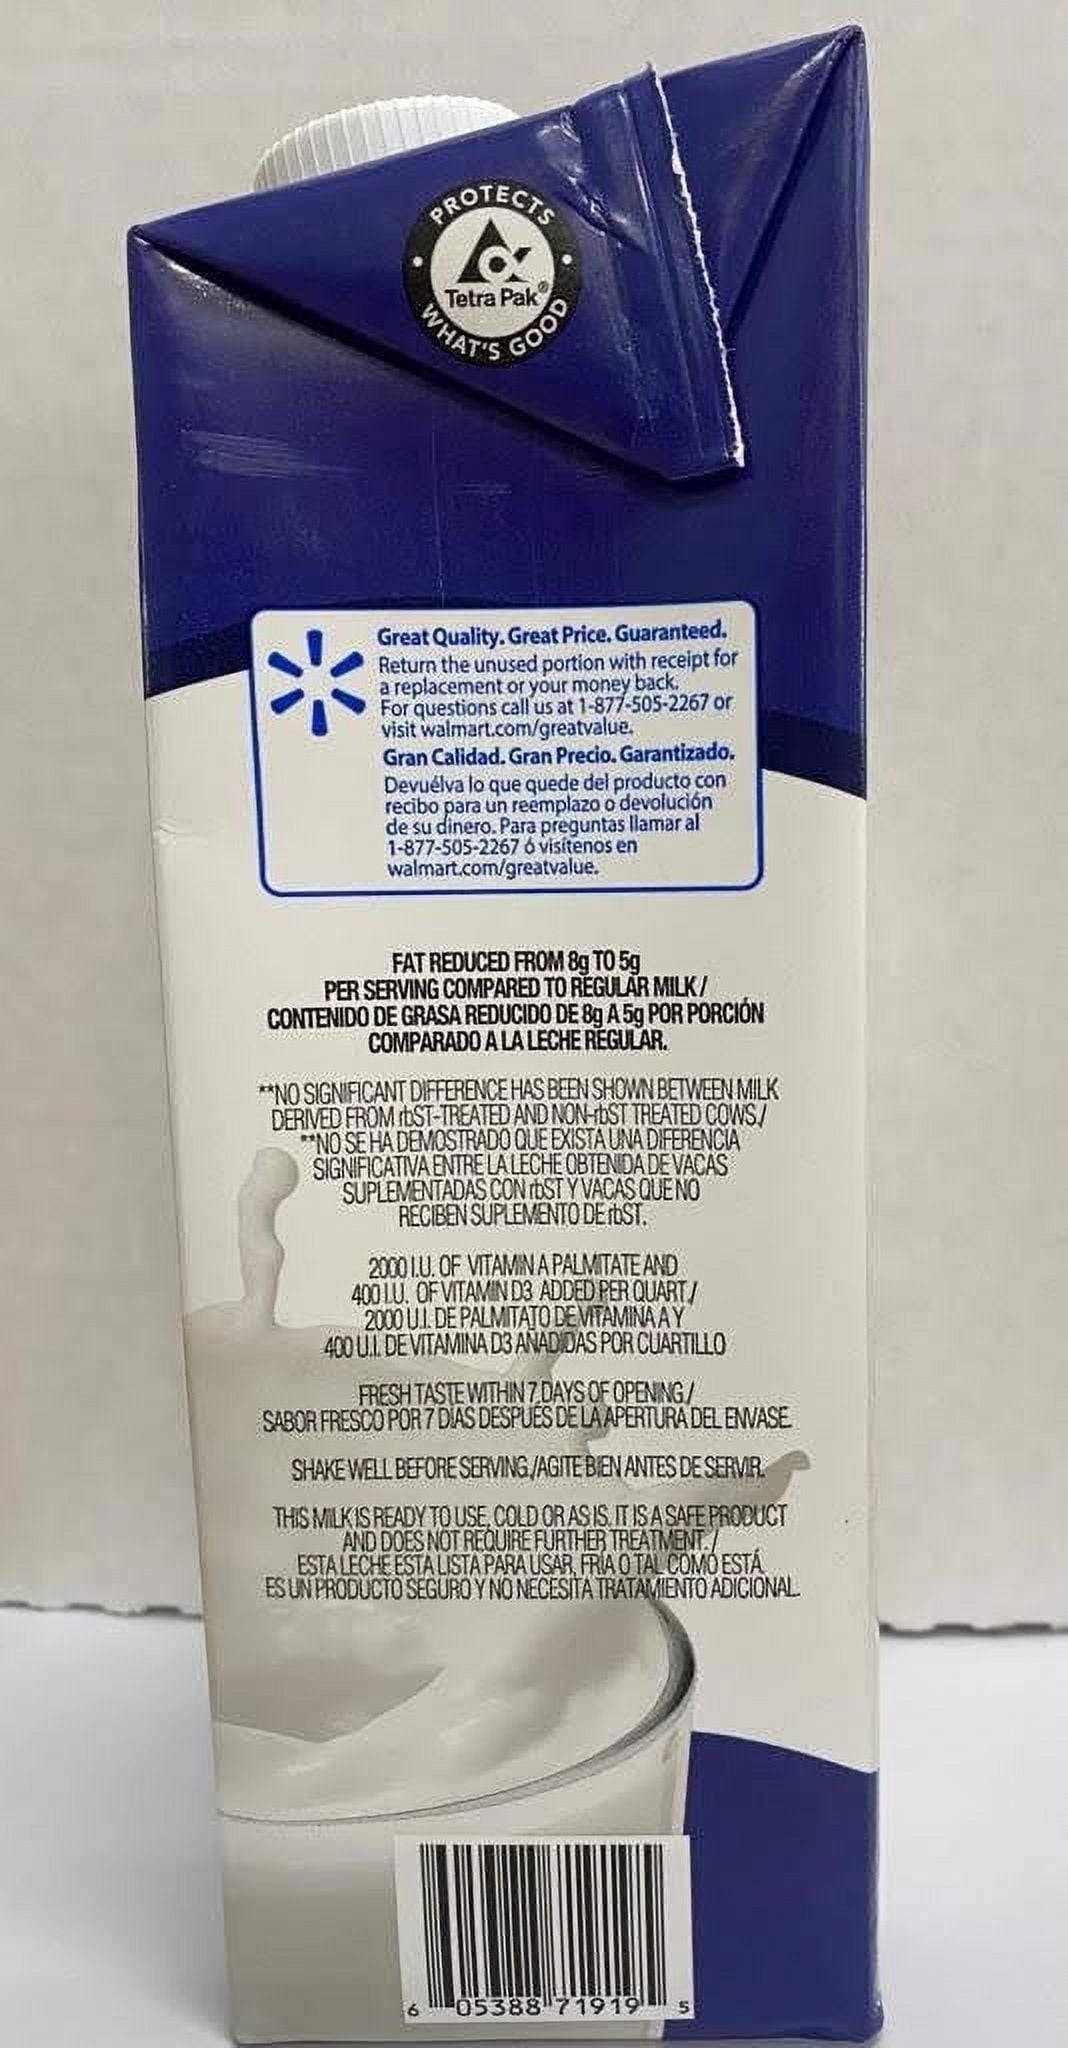 PROTECTS
Tetra Pak®
WHAT'S GOOD
Great Quality. Great Price. Guaranteed.
Return the unused portion with receipt for
a replacement or your money back.
For questions call us at 1-877-505-2267 or
visit walmart.com/greatvalue.
Gran Calidad. Gran Precio. Garantizado.
Devuélva lo que quede del producto con
recibo para un reemplazo o devolución
de su dinero. Para preguntas llamar al
1-877-505-2267 ó visítenos en
walmart.com/greatvalue.
FAT REDUCED FROM 8g TO 5g
PER SERVING COMPARED TO REGULAR MILK /
CONTENIDO DE GRASA REDUCIDO DE 8g A 5g POR PORCIÓN
COMPARADO A LA LECHE REGULAR.
**NO SIGNIFICANT DIFFERENCE HAS BEEN SHOWN BETWEEN MILK
DERIVED FROM rbST-TREATED AND NON-rbST TREATED COWS./
**NO SE HA DEMOSTRADO QUE EXISTA UNA DIFERENCIA
SIGNIFICATIVA ENTRE LA LECHE OBTENIDA DE VACAS
SUPLEMENTADAS CON rbST Y VACAS QUE NO
RECIBEN SUPLEMENTO DE rbST.
2000 I.U. OF VITAMIN A PALMITATE AND
400 I.U. OF VITAMIN D3 ADDED PER QUART /
2000 U.I. DE PALMITATO DE VITAMINA A Y
400 U.I. DE VITAMINA D3 AÑADIDAS POR CUARTILLO
FRESH TASTE WITHIN 7 DAYS OF OPENING /
SABOR FRESCO POR 7 DÍAS DESPUÉS DE LA APERTURA DEL ENVASE.
SHAKE WELL BEFORE SERVING./AGITE BIEN ANTES DE SERVIR.
THIS MILK IS READY TO USE, COLD OR AS IS. IT IS A SAFE PRODUCT
AND DOES NOT REQUIRE FURTHER TREATMENT. /
ESTA LECHE ESTA LISTA PARA USAR, FRÍA O TAL COMO ESTÁ.
ES UN PRODUCTO SEGURO Y NO NECESITA TRATAMIENTO ADICIONAL.
6 05388 71919 5